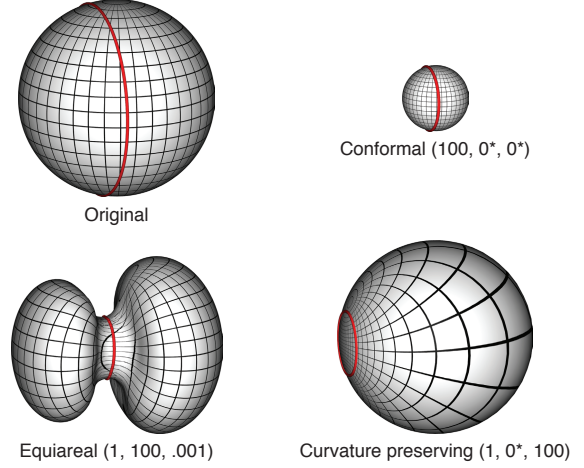 Original
Conformal (100, 0*, 0*)
Equiareal (1, 100, .001)
Curvature preserving (1, 0*, 100)